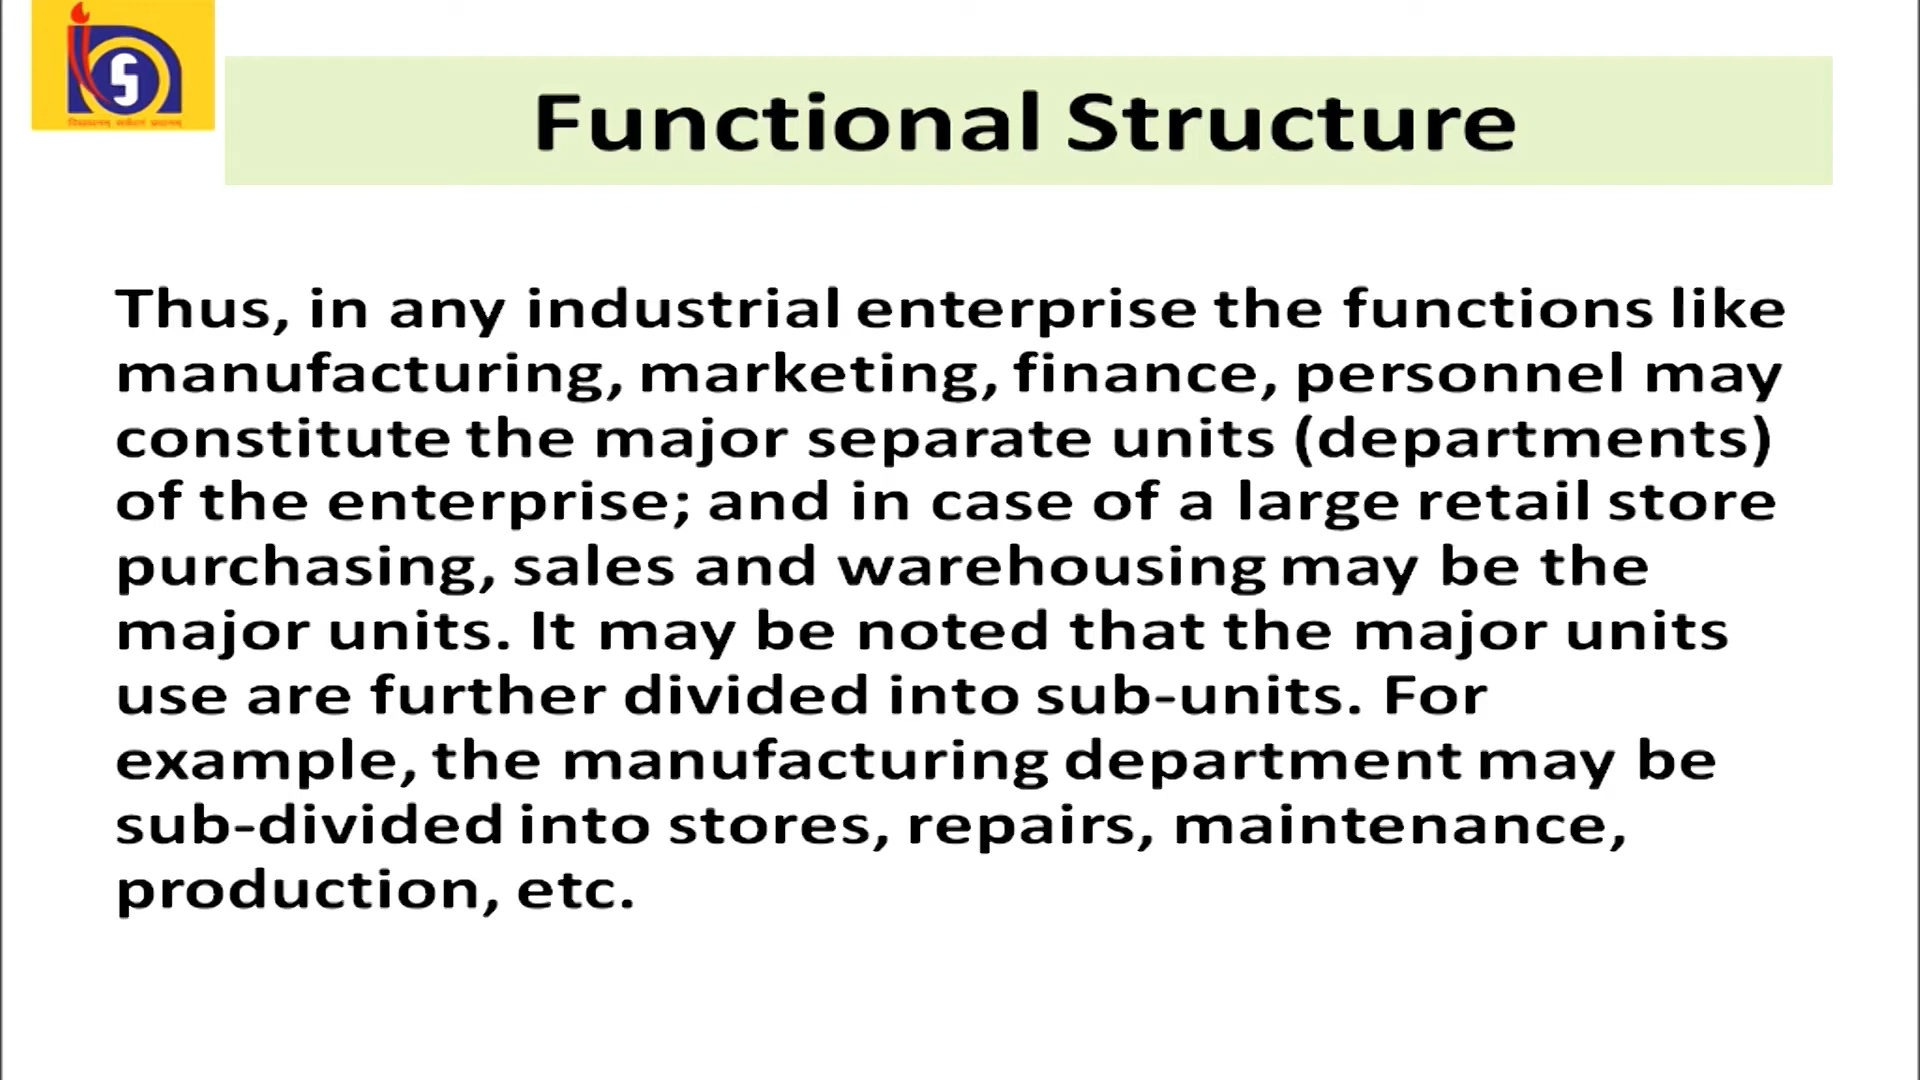 Functional Structure
Thus, in any industrial enterprise the functions like
manufacturing, marketing, finance, personnel may
constitute the major separate units (departments)
of the enterprise; and in case of a large retail store
purchasing, sales and warehousing may be the
major units. It may be noted that the major units
use are further divided into sub-units. For
example, the manufacturing department may be
sub-divided into stores, repairs, maintenance,
production, etc.